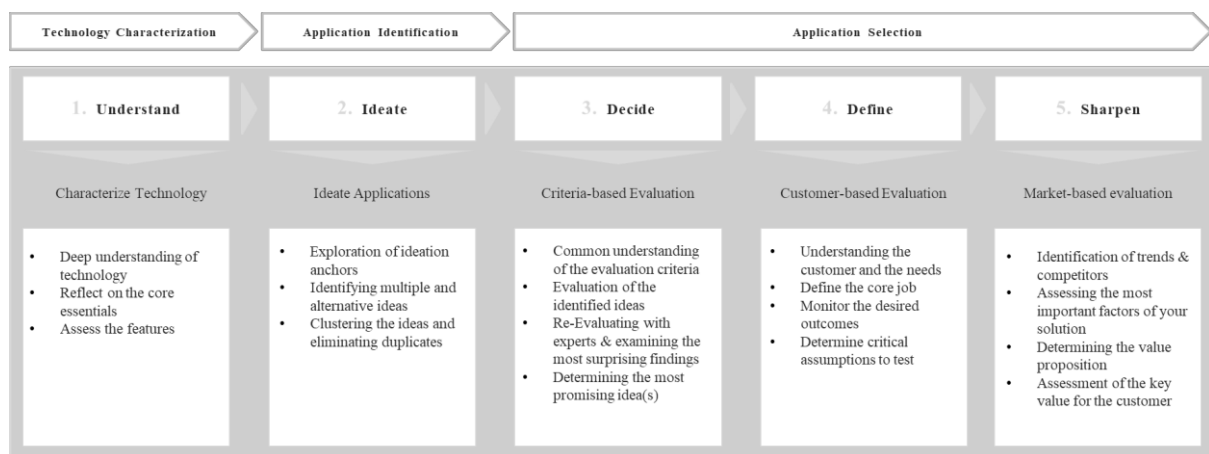 Technology Characterization
Application Identification
Application Selection
1. Understand
2. Ideate
3. Decide
4. Define
5. Sharpen
Characterize Technology
Ideate Applications
Criteria-based Evaluation
Customer-based Evaluation
Market-based evaluation
• Deep understanding of
technology
• Reflect on the core
essentials
• Assess the features
• Exploration of ideation
anchors
• Identifying multiple and
alternative ideas
• Clustering the ideas and
eliminating duplicates
• Common understanding
of the evaluation criteria
• Evaluation of the
identified ideas
• Re-Evaluating with
experts & examining the
most surprising findings
• Determining the most
promising idea(s)
• Understanding the
customer and the needs
• Define the core job
• Monitor the desired
outcomes
• Determine critical
assumptions to test
• Identification of trends &
competitors
• Assessing the most
important factors of your
solution
• Determining the value
proposition
• Assessment of the key
value for the customer